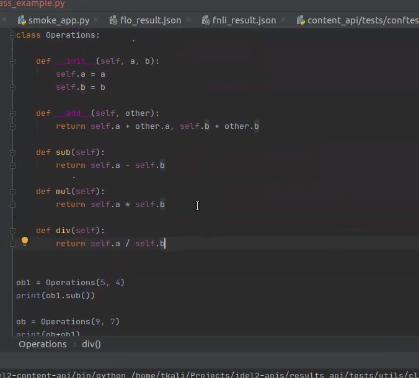 ass_example.py
smoke_app.py flo_result.json fnli_result.json content_api/tests/conftes
class Operations:
def __init__(self, a, b):
self.a = a
self.b = b
def __add__(self, other):
return self.a + other.a, self.b + other.b
def sub(self):
return self.a - self.b
def mul(self):
return self.a * self.b
def div(self):
return self.a / self.b
ob1 = Operations(5, 4)
print(ob1.sub())
ob = Operations(9, 7)
print(ob+ob1)
Operations › div()
del2-content-api/bin/python /home/tkali/Projects/idel2-apis/results_api/tests/utils/cl